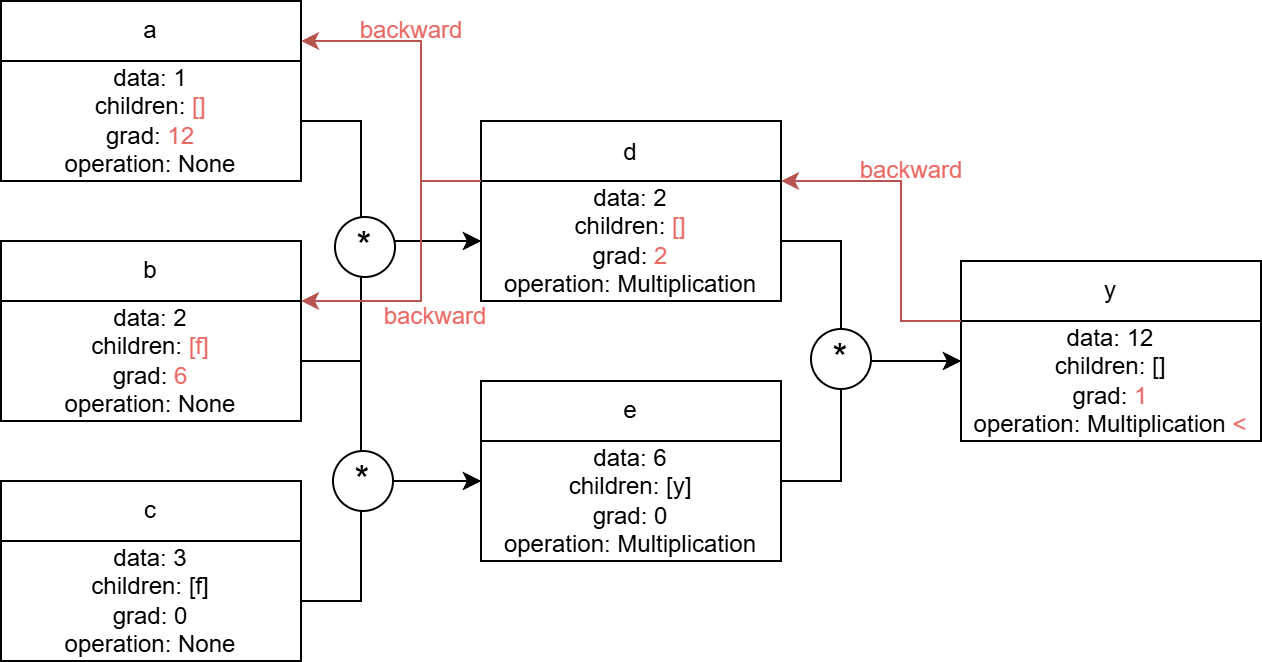 a
data: 1
children: []
grad: 12
operation: None
backward
b
data: 2
children: [f]
grad: 6
operation: None
backward
c
data: 3
children: [f]
grad: 0
operation: None
*
*
d
data: 2
children: []
grad: 2
operation: Multiplication
e
data: 6
children: [y]
grad: 0
operation: Multiplication
backward
*
y
data: 12
children: []
grad: 1
operation: Multiplication <